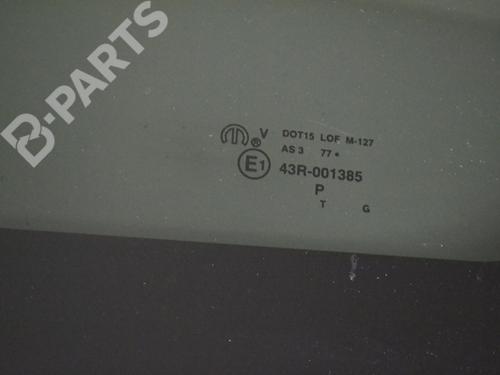 B-PARTS
V DOT15 LOF M-127
® AS 3 77 •
E1 43R-001385
P
T G